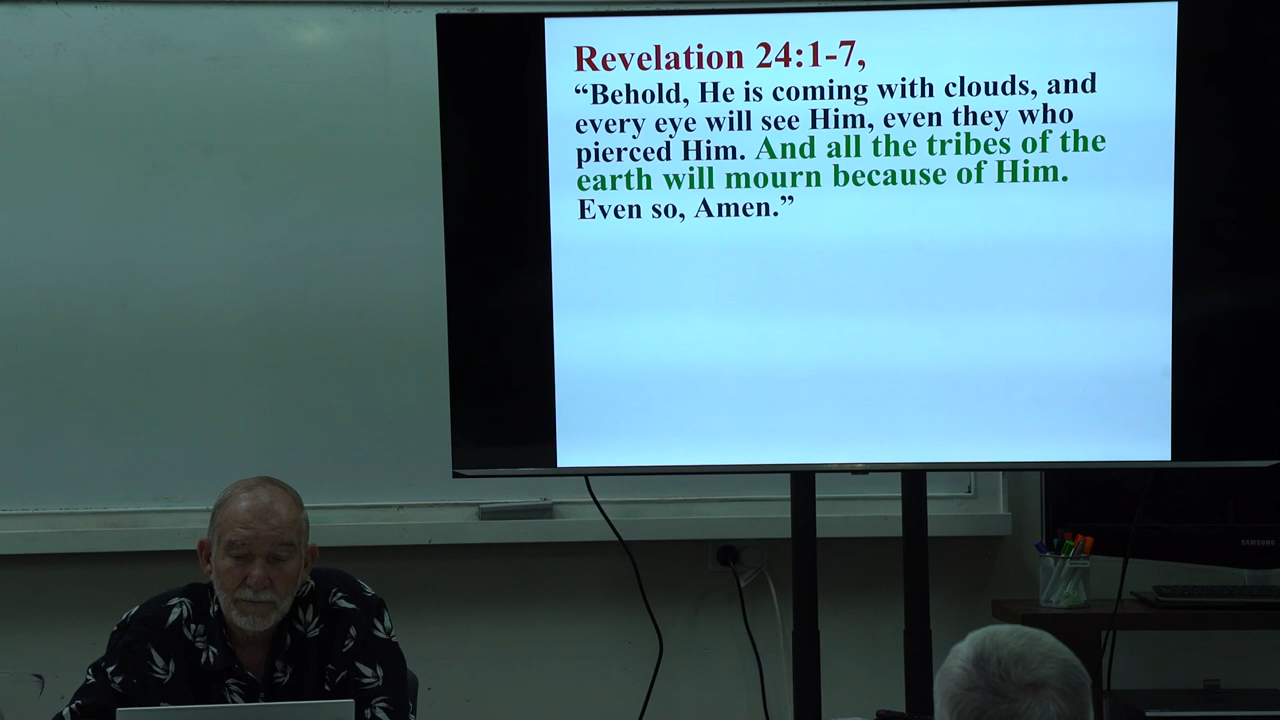 Revelation 24:1-7,
“Behold, He is coming with clouds, and
every eye will see Him, even they who
pierced Him. And all the tribes of the
earth will mourn because of Him.
Even so, Amen.”
SAMSUNG